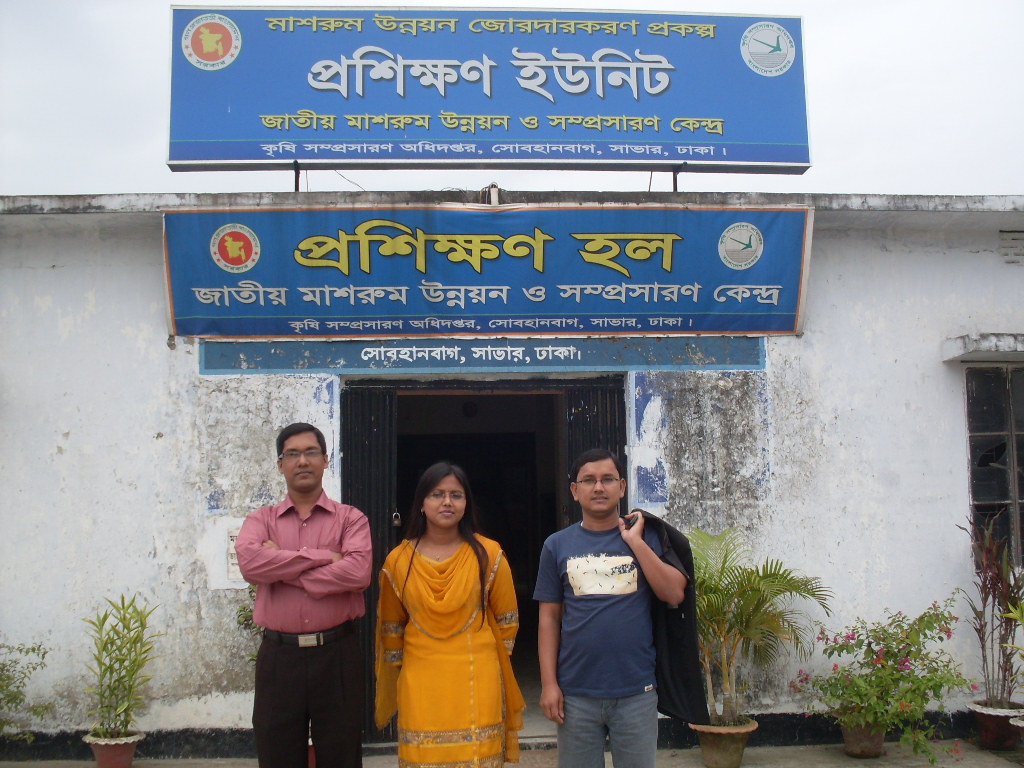 মাশরুম উন্নয়ন জোরদারকরণ প্রকল্প
প্রশিক্ষণ ইউনিট
জাতীয় মাশরুম উন্নয়ন ও সম্প্রসারণ কেন্দ্র
কৃষি সম্প্রসারণ অধিদপ্তর, সোবহানবাগ, সাভার, ঢাকা।
প্রশিক্ষণ হল
জাতীয় মাশরুম উন্নয়ন ও সম্প্রসারণ কেন্দ্র
কৃষি সম্প্রসারণ অধিদপ্তর, সোবহানবাগ, সাভার, ঢাকা।
সোবহানবাগ, সাভার, ঢাকা।